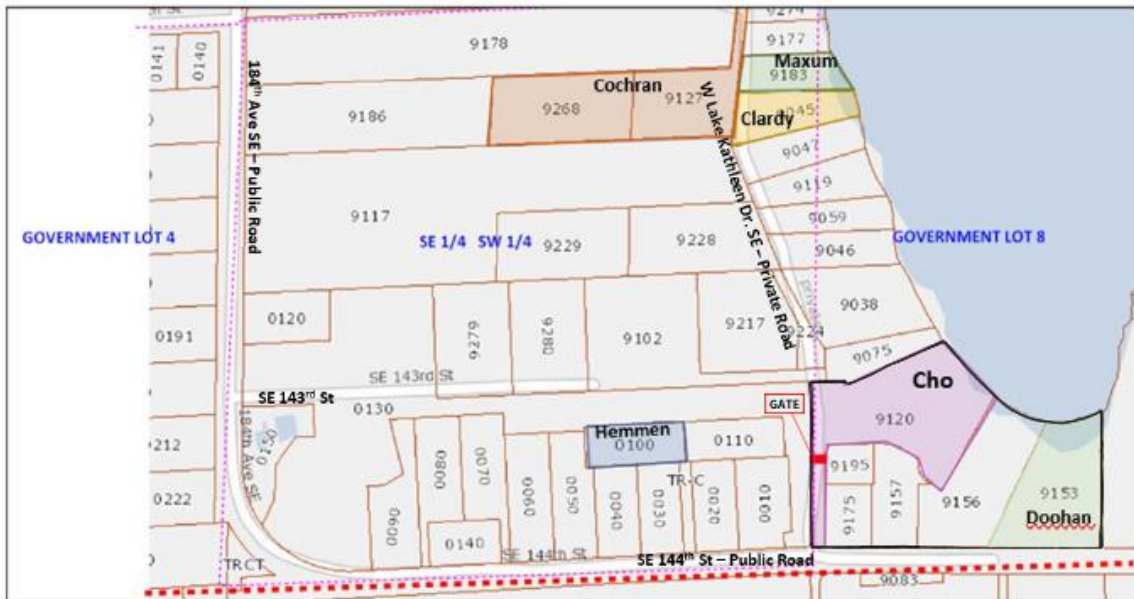 th St
9274
9177
9178
Maxum
9183
0141
0140
184th Ave SE – Public Road
Cochran
9268
9127
W Lake Kathleen Dr. SE – Private Road
9045
Clardy
9186
9047
9119
9117
9059
GOVERNMENT LOT 4
SE 1/4 SW 1/4
9229
9228
GOVERNMENT LOT 8
9046
9038
0120
9279
9280
9102
9217
9224
0191
9075
SE 143rd St
Cho
SE 143rd St
0130
GATE
9120
184th Ave SE
0510
Hemmen
0100
0110
9212
0080
0070
9195
TR-C
0222
0060
0050
0040
0030
0020
0010
9175
9157
9156
9153
0090
Doohan
0140
SE 144th St
SE 144th St – Public Road
TRCT
9083